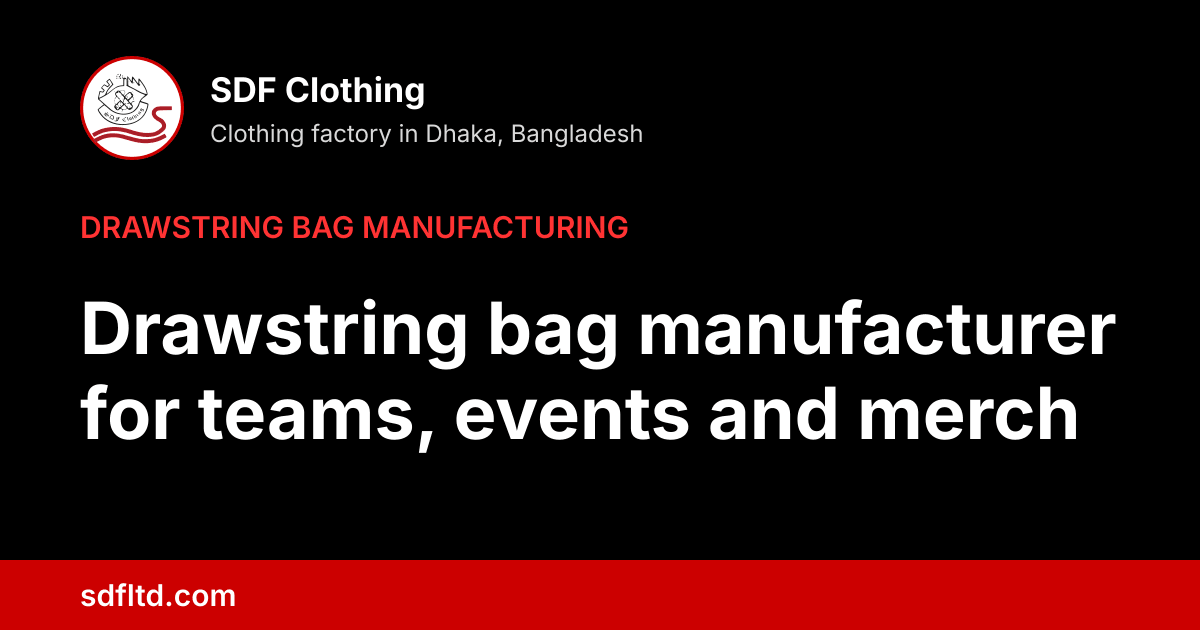 SDF Clothing
Clothing factory in Dhaka, Bangladesh
DRAWSTRING BAG MANUFACTURING
Drawstring bag manufacturer
for teams, events and merch
sdfltd.com